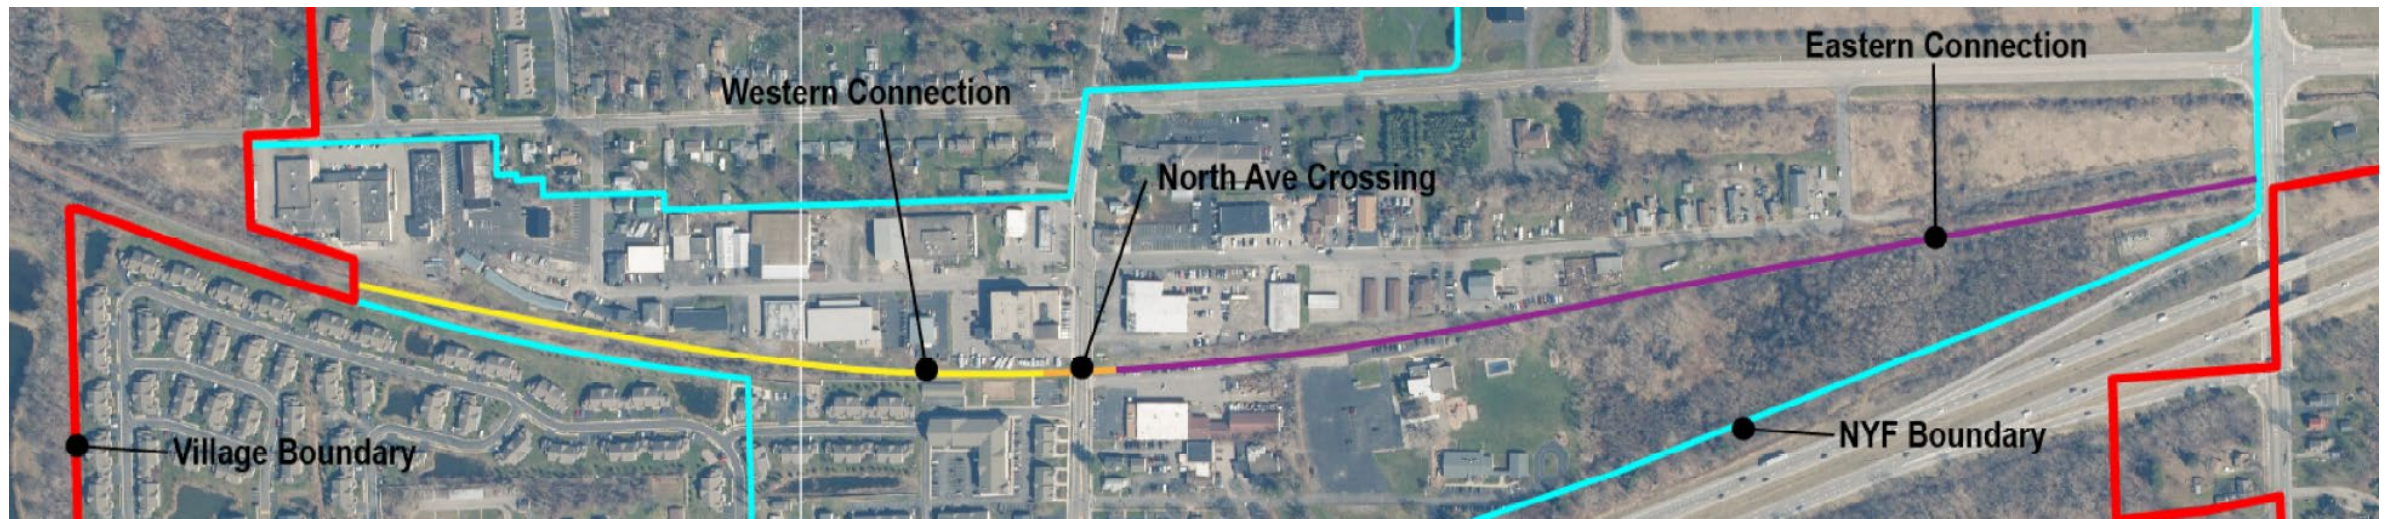 Eastern Connection
Western Connection
North Ave Crossing
Village Boundary
NYF Boundary